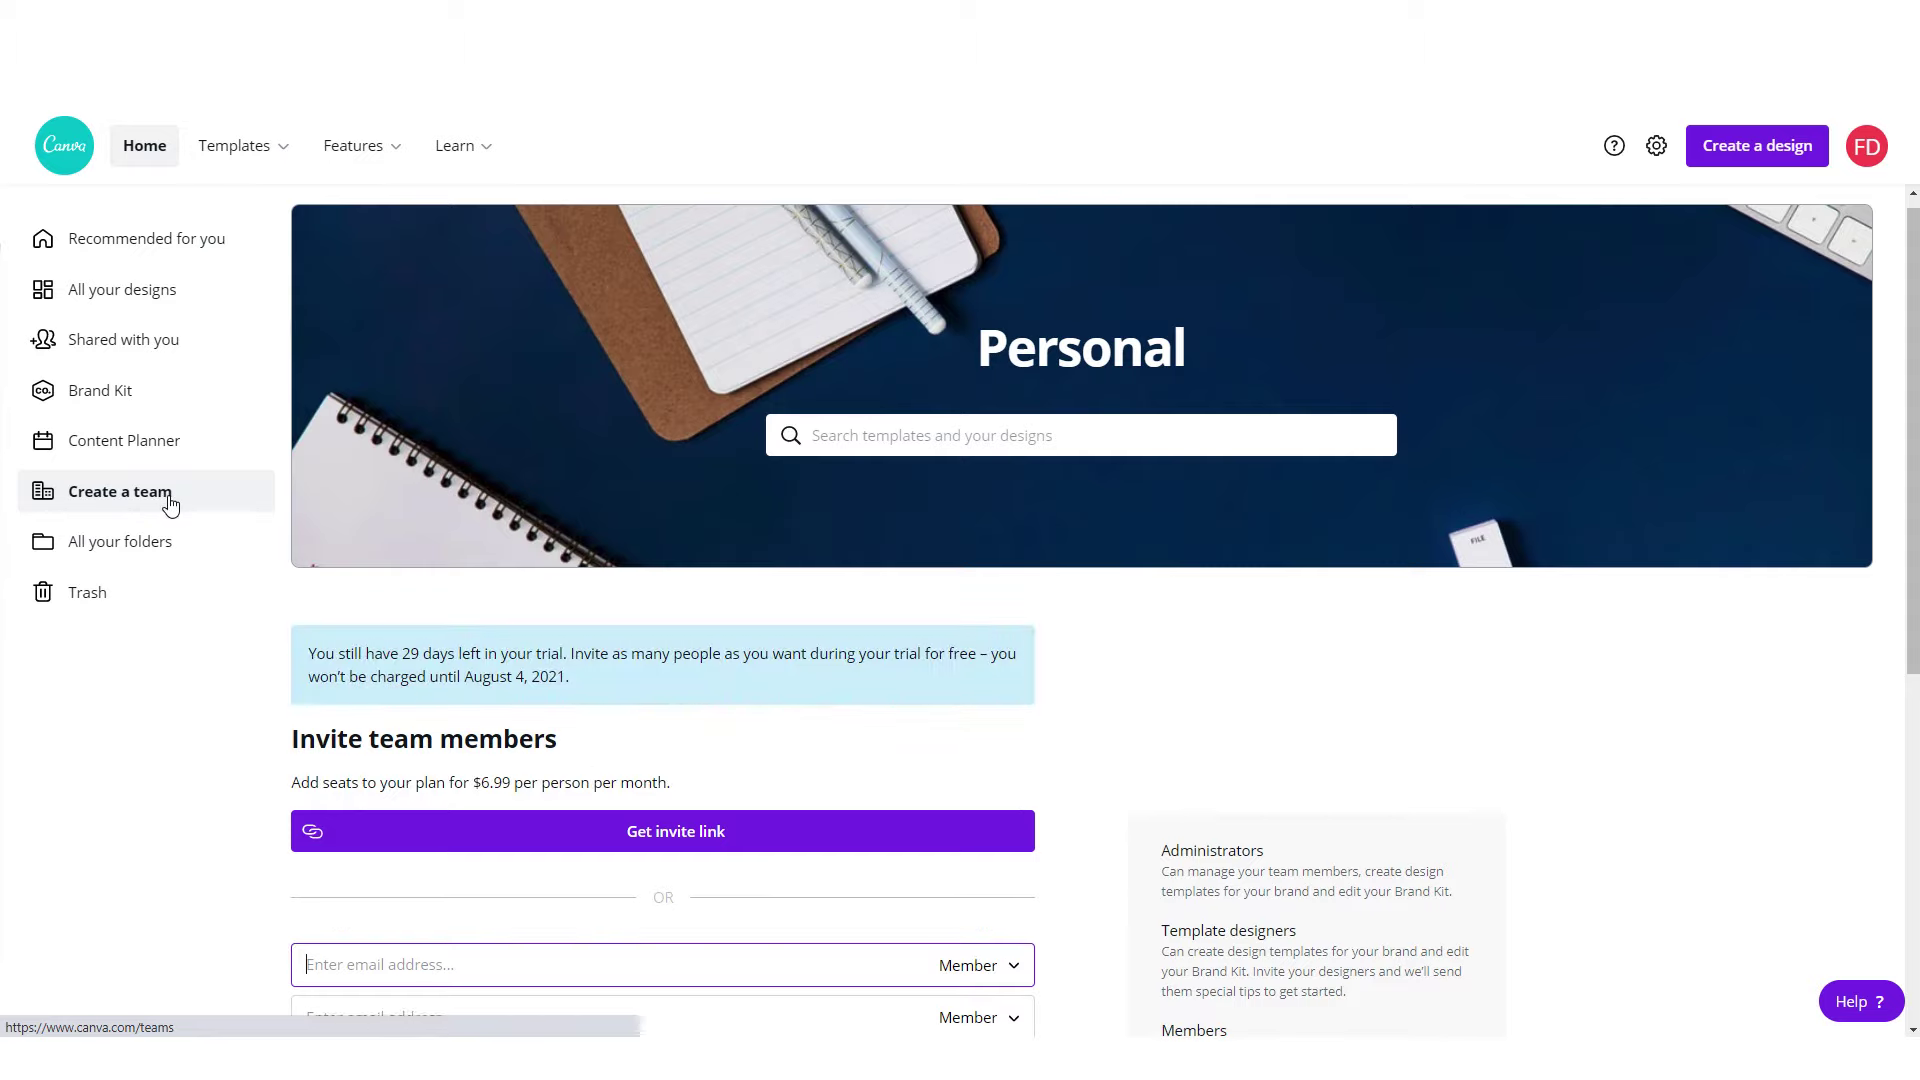 Canva
Home
Templates
Features
Learn
?
Create a design
FD
Recommended for you
All your designs
Shared with you
co.
Brand Kit
Content Planner
Create a team
All your folders
Trash
Personal
Search templates and your designs
FILE
You still have 29 days left in your trial. Invite as many people as you want during your trial for free – you
won't be charged until August 4, 2021.
Invite team members
Add seats to your plan for $6.99 per person per month.
Get invite link
OR
Enter email address...
Member
Enter email address...
Member
Administrators
Can manage your team members, create design
templates for your brand and edit your Brand Kit.
Template designers
Can create design templates for your brand and edit
your Brand Kit. Invite your designers and we'll send
them special tips to get started.
Members
Help ?
https://www.canva.com/teams